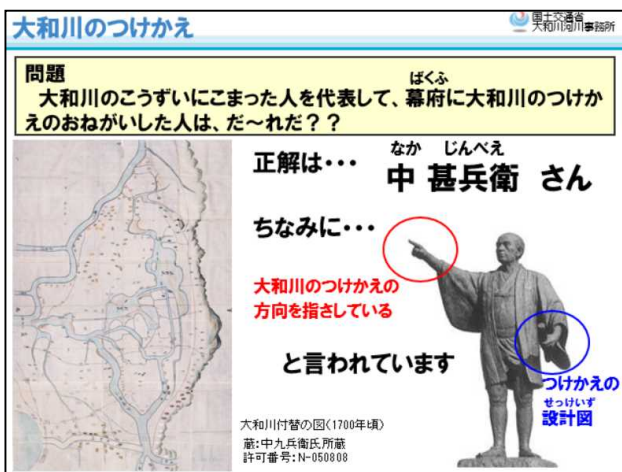 大和川のつけかえ
国土交通省
大和川河川事務所
問題
ばくふ
大和川のこうずいにこまった人を代表して、幕府に大和川のつけか
えのおねがいした人は、だ〜れだ??
正解は・・・
なか じんべえ
中 甚兵衛 さん
ちなみに・・・
大和川のつけかえの
方向を指さしている
と言われています
つけかえの
せっけいず
設計図
大和川付替の図(1700年頃)
蔵:中九兵衛氏所蔵
許可番号:N-050808